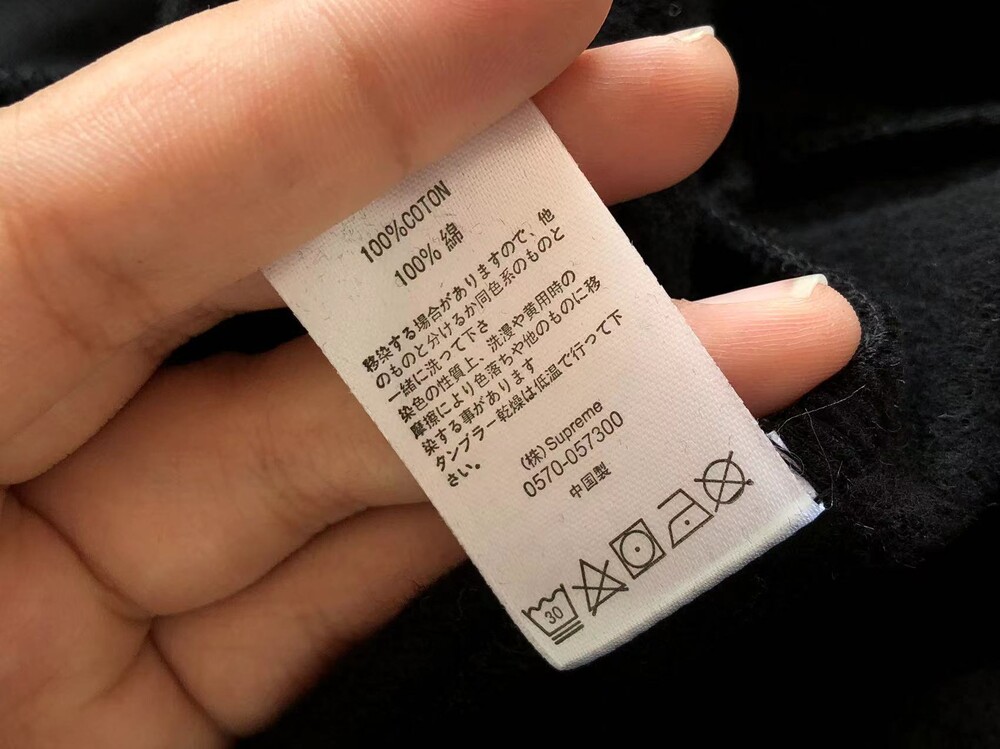 100%COTON
100% 綿
移染する場合がありますので、他
のものと分けるか同色系のものと
一緒に洗って下さ
染色の性質上、洗濅や黄用時の
摩擦により色落ちや他のものに移
染する事があります
タンブラー乾燥は低温で行って下
さい。
(株)Supreme
0570-057300
中国製
30